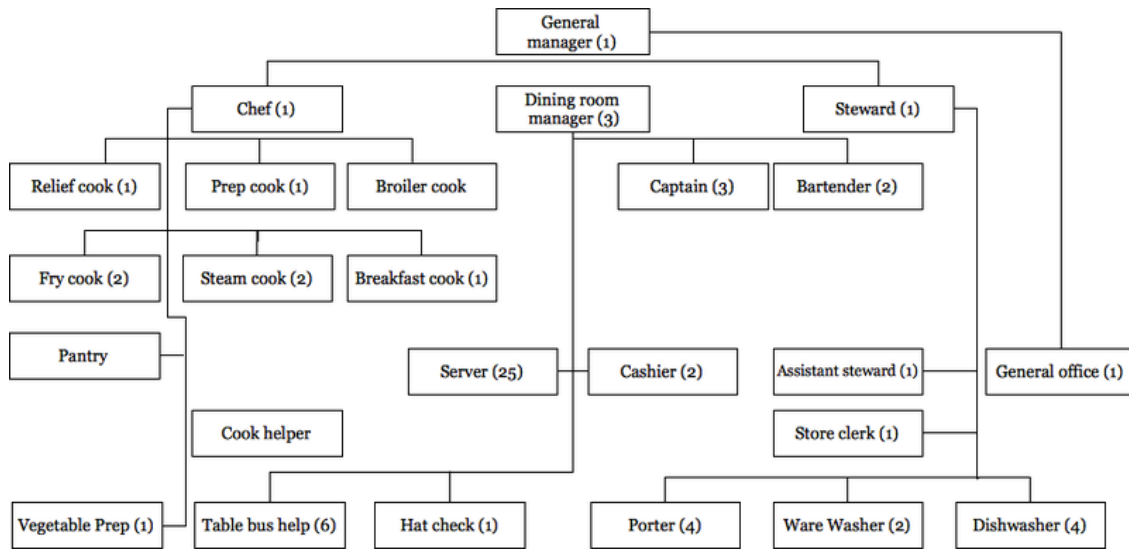 General
manager (1)
Chef (1)
Dining room
manager (3)
Steward (1)
Relief cook (1)
Prep cook (1)
Broiler cook
Captain (3)
Bartender (2)
Fry cook (2)
Steam cook (2)
Breakfast cook (1)
Pantry
Server (25)
Cashier (2)
Assistant steward (1)
General office (1)
Cook helper
Store clerk (1)
Vegetable Prep (1)
Table bus help (6)
Hat check (1)
Porter (4)
Ware Washer (2)
Dishwasher (4)